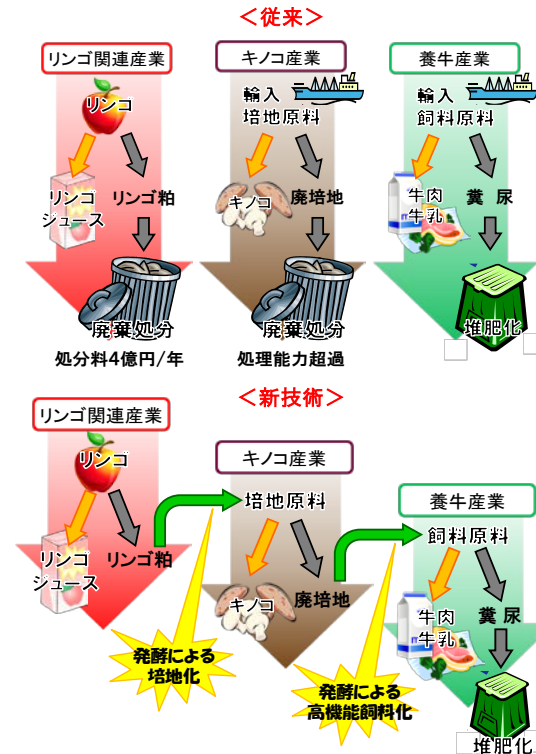 ＜従来＞
リンゴ関連産業
リンゴ
リンゴ
ジュース
リンゴ粕
廃棄処分
処分料4億円/年
キノコ産業
輸入
培地原料
キノコ
廃培地
廃棄処分
処理能力超過
養牛産業
輸入
飼料原料
牛肉
牛乳
糞 尿
堆肥化
＜新技術＞
リンゴ関連産業
リンゴ
リンゴ
ジュース
リンゴ粕
発酵による
培地化
キノコ産業
培地原料
キノコ
廃培地
発酵による
高機能飼料化
養牛産業
飼料原料
牛肉
牛乳
糞 尿
堆肥化